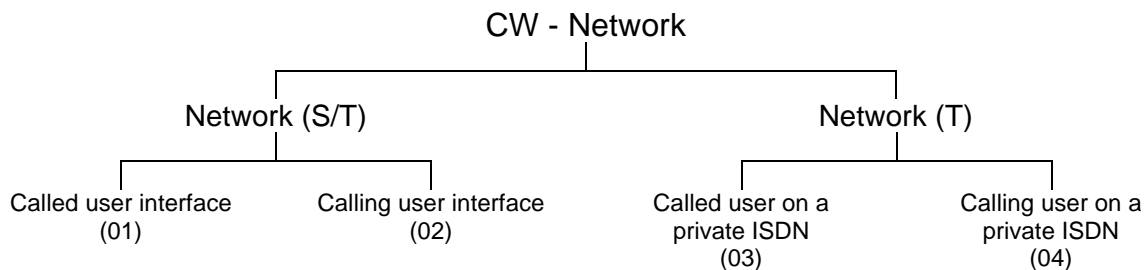 CW - Network
Network (S/T)
Network (T)
Called user interface
(01)
Calling user interface
(02)
Called user on a
private ISDN
(03)
Calling user on a
private ISDN
(04)